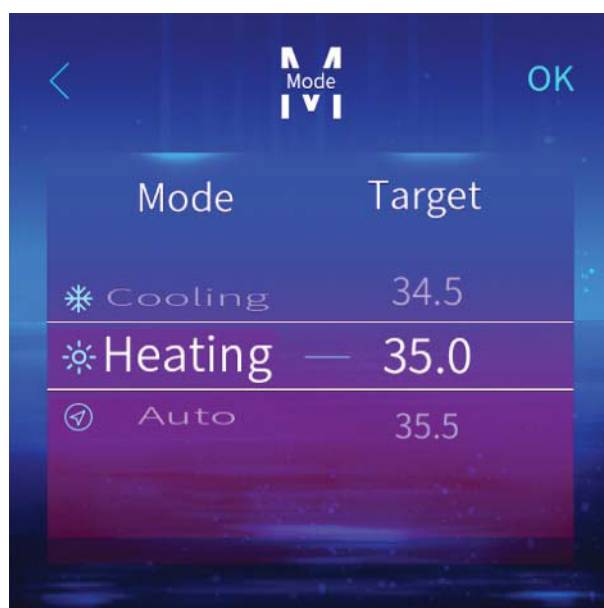 M
Mode
OK
Mode Target
Cooling 34.5
Heating — 35.0
Auto 35.5